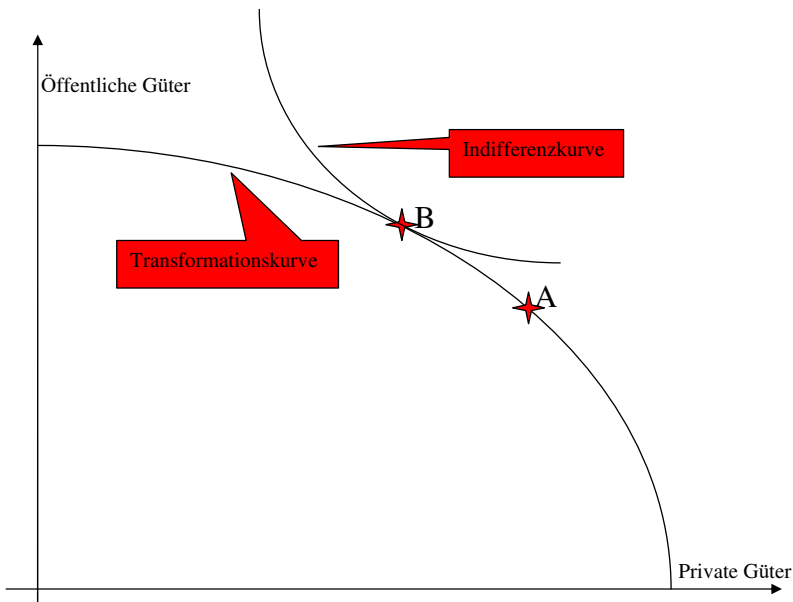 Öffentliche Güter
Indifferenzkurve
B
Transformationskurve
A
Private Güter